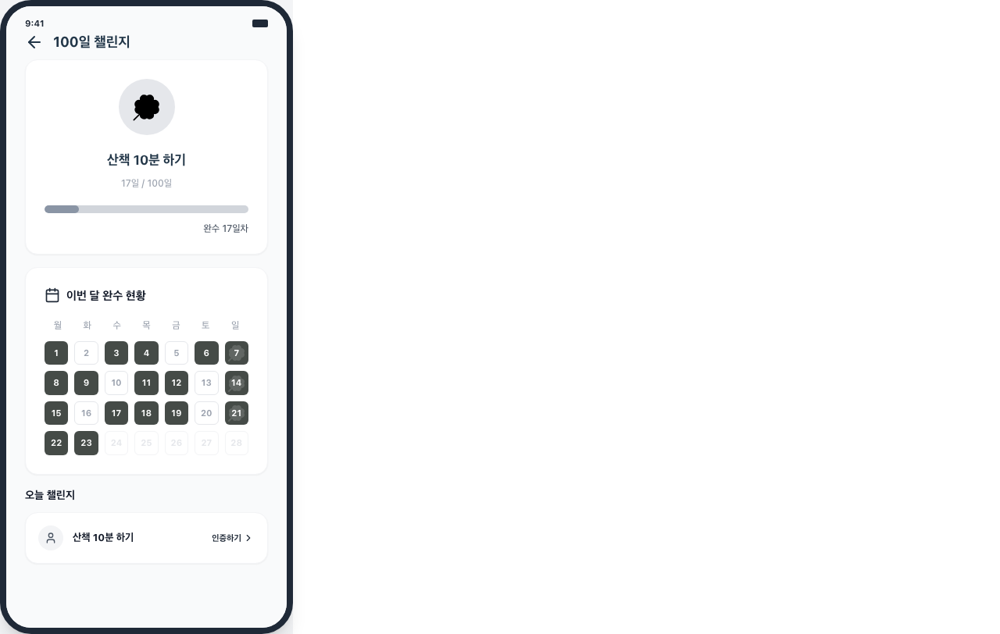 9:41
100일 챌린지
산책 10분 하기
17일 / 100일
완수 17일차
이번 달 완수 현황
월 화 수 목 금 토 일
1 2 3 4 5 6 7
8 9 10 11 12 13 14
15 16 17 18 19 20 21
22 23 24 25 26 27 28
오늘 챌린지
산책 10분 하기 인증하기